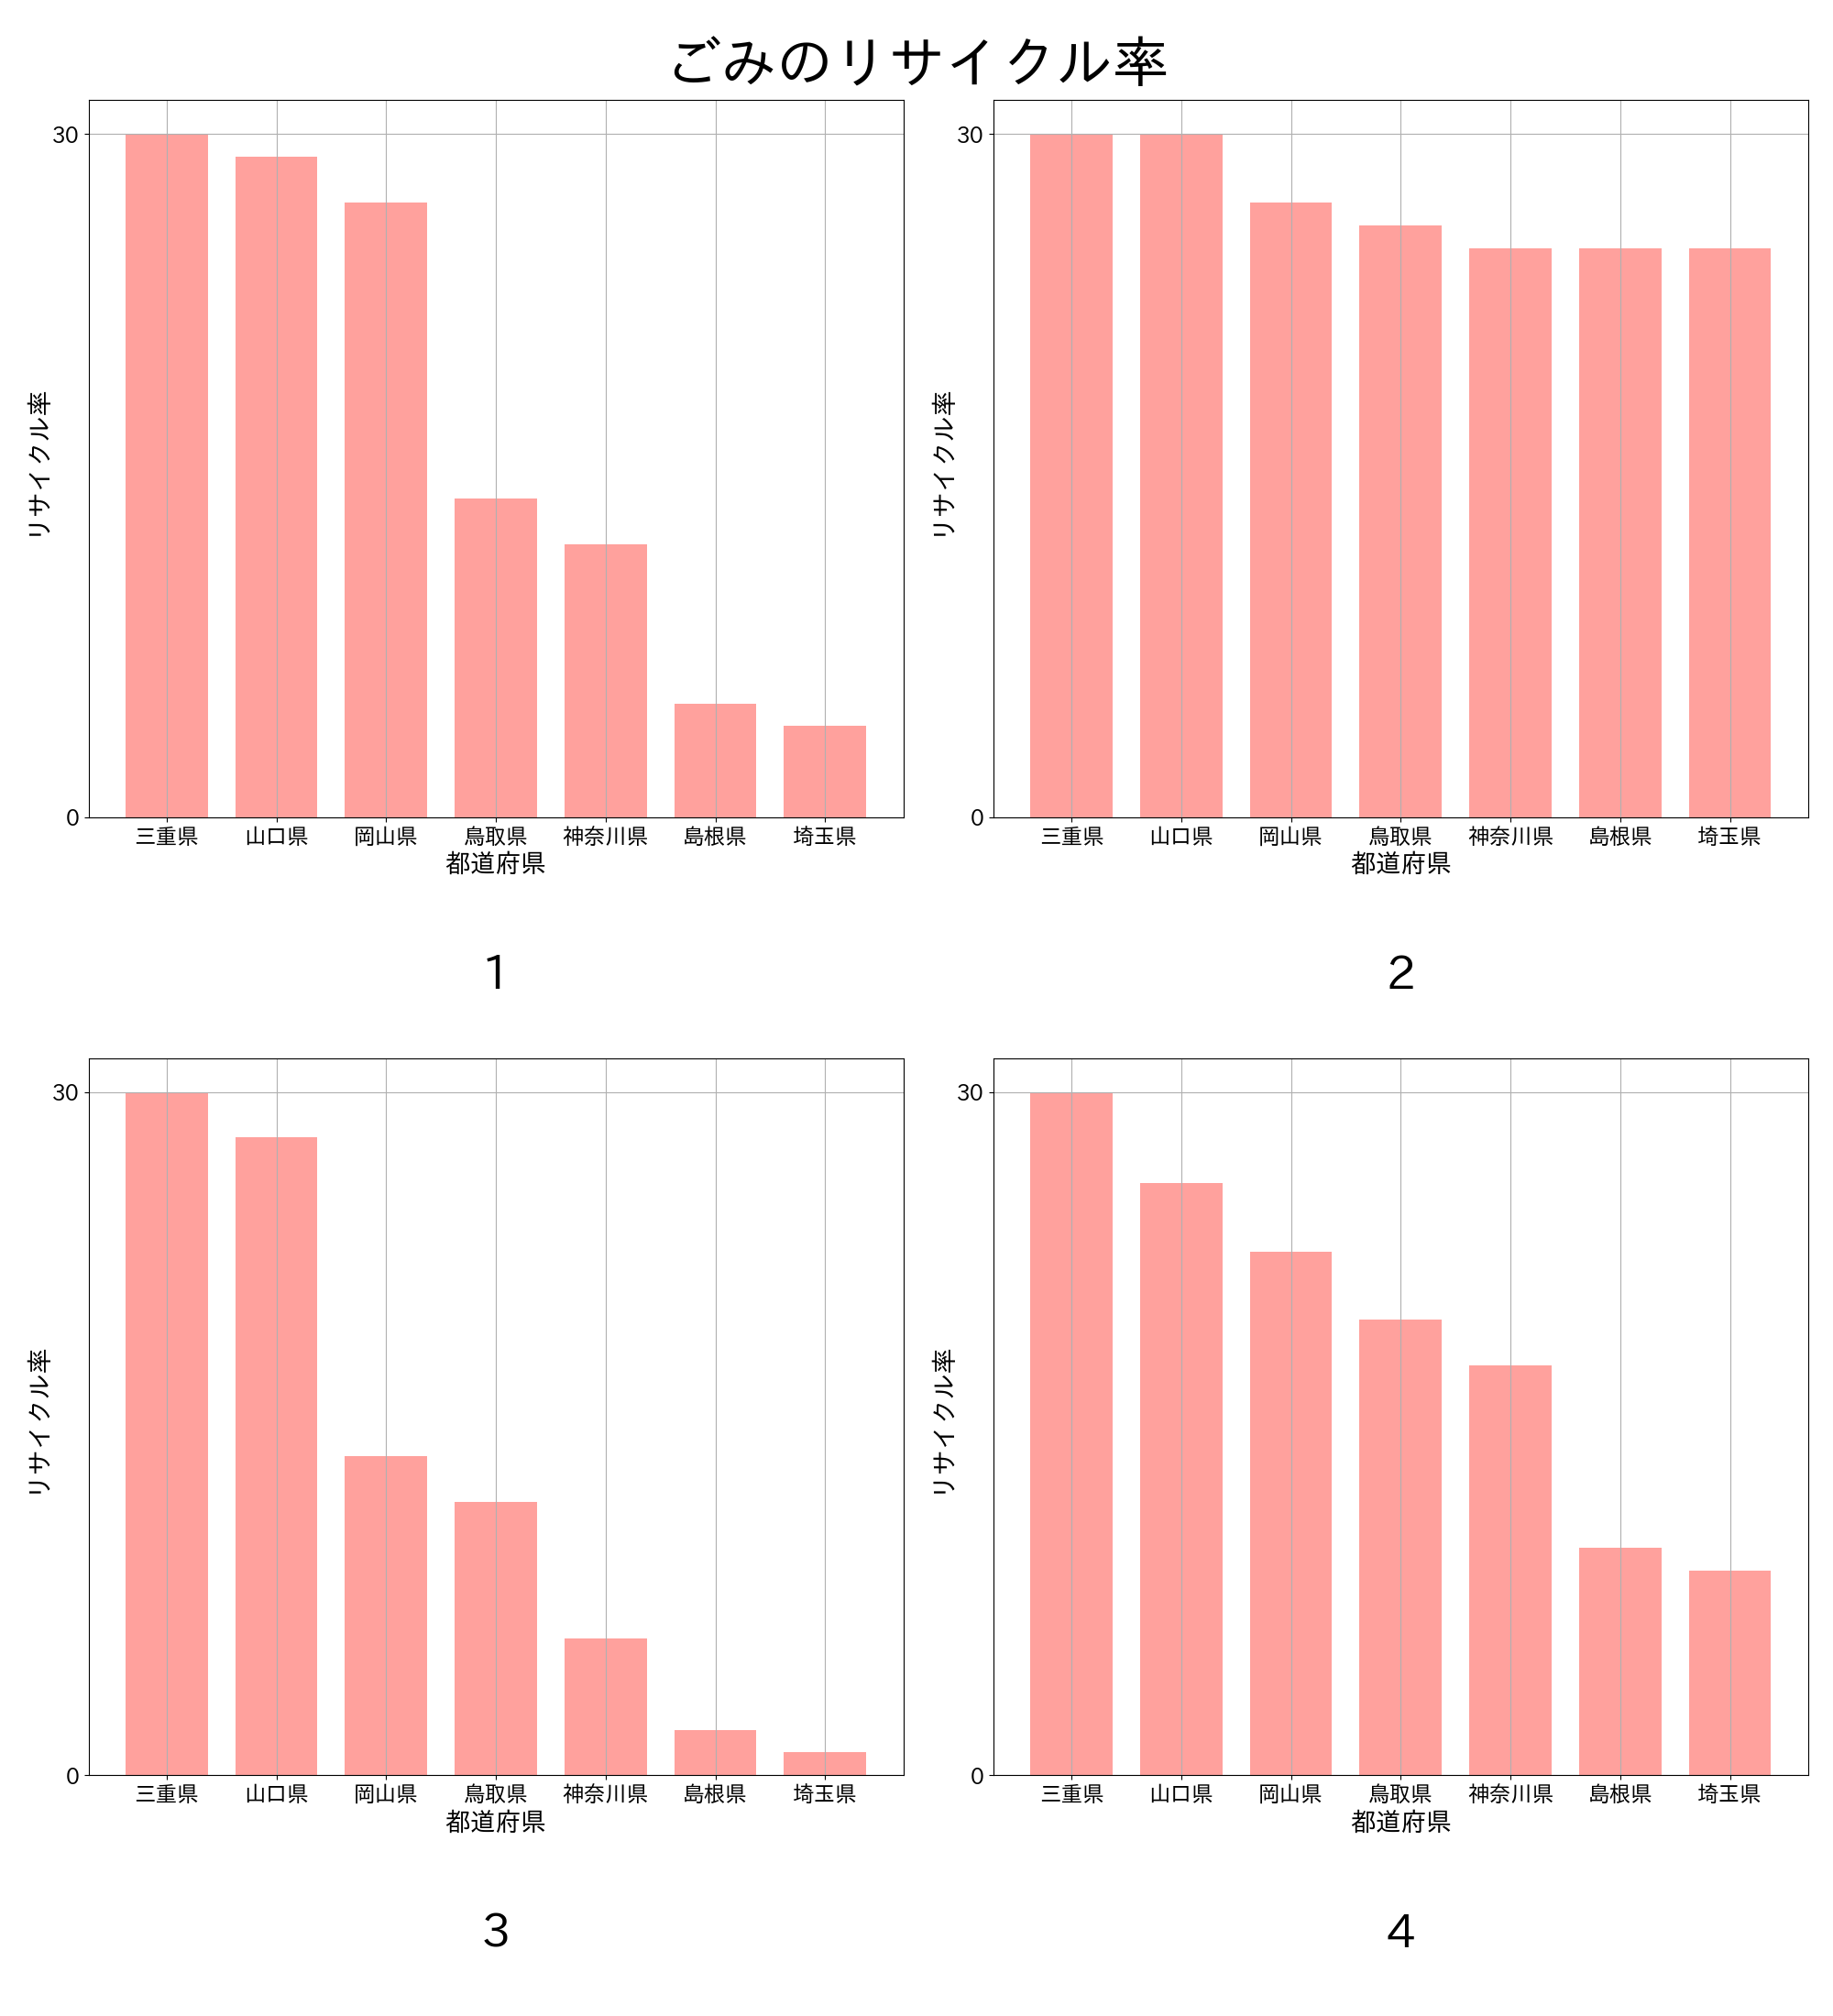 ごみのリサイクル率
30
リサイクル率
0
三重県 山口県 岡山県 鳥取県 神奈川県 島根県 埼玉県
都道府県
1
30
リサイクル率
0
三重県 山口県 岡山県 鳥取県 神奈川県 島根県 埼玉県
都道府県
2
30
リサイクル率
0
三重県 山口県 岡山県 鳥取県 神奈川県 島根県 埼玉県
都道府県
3
30
リサイクル率
0
三重県 山口県 岡山県 鳥取県 神奈川県 島根県 埼玉県
都道府県
4